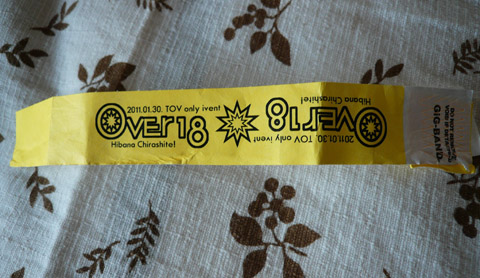 2011.01.30. TOV only ivent
Over18
Hibana Chirashite!
2011.01.30. TOV only ivent
Over18
Hibana Chirashite!
GIG-BAND